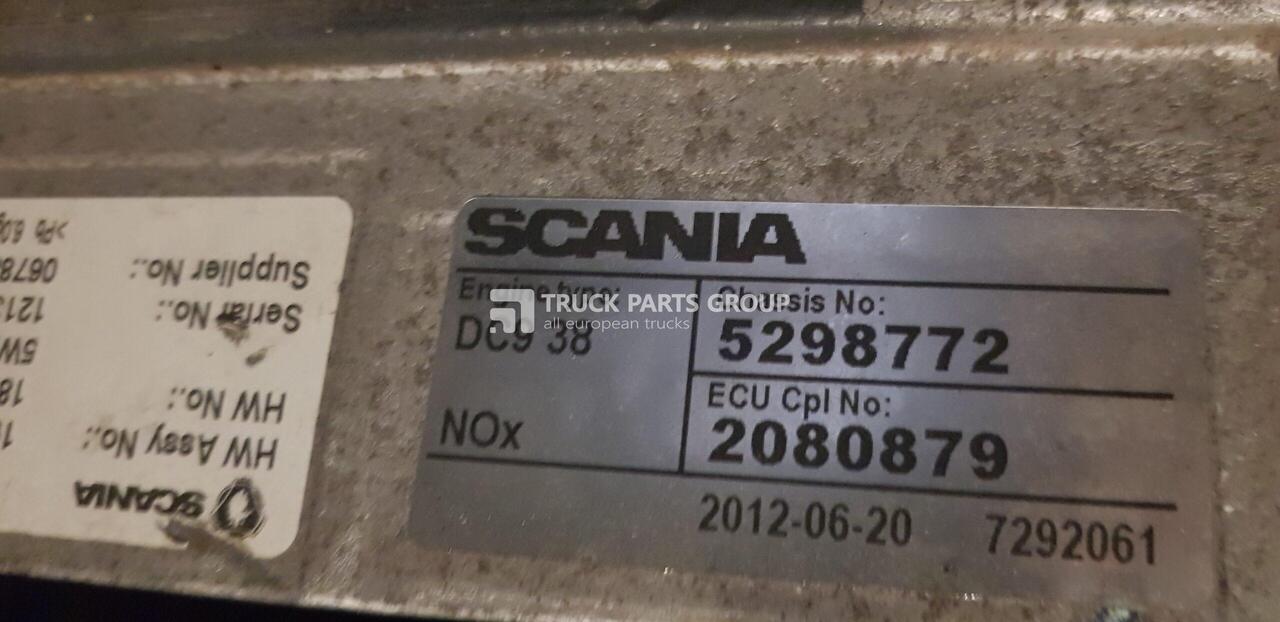 SCANIA
Engine type:
DC9 38
NOx
Chassis No:
5298772
ECU Cpl No:
2080879
2012-06-20 7292061
TRUCK PARTS GROUP
all european trucks
SCANIA
HW Assy No.:
HW No.:
Serial No.:
Supplier No.: